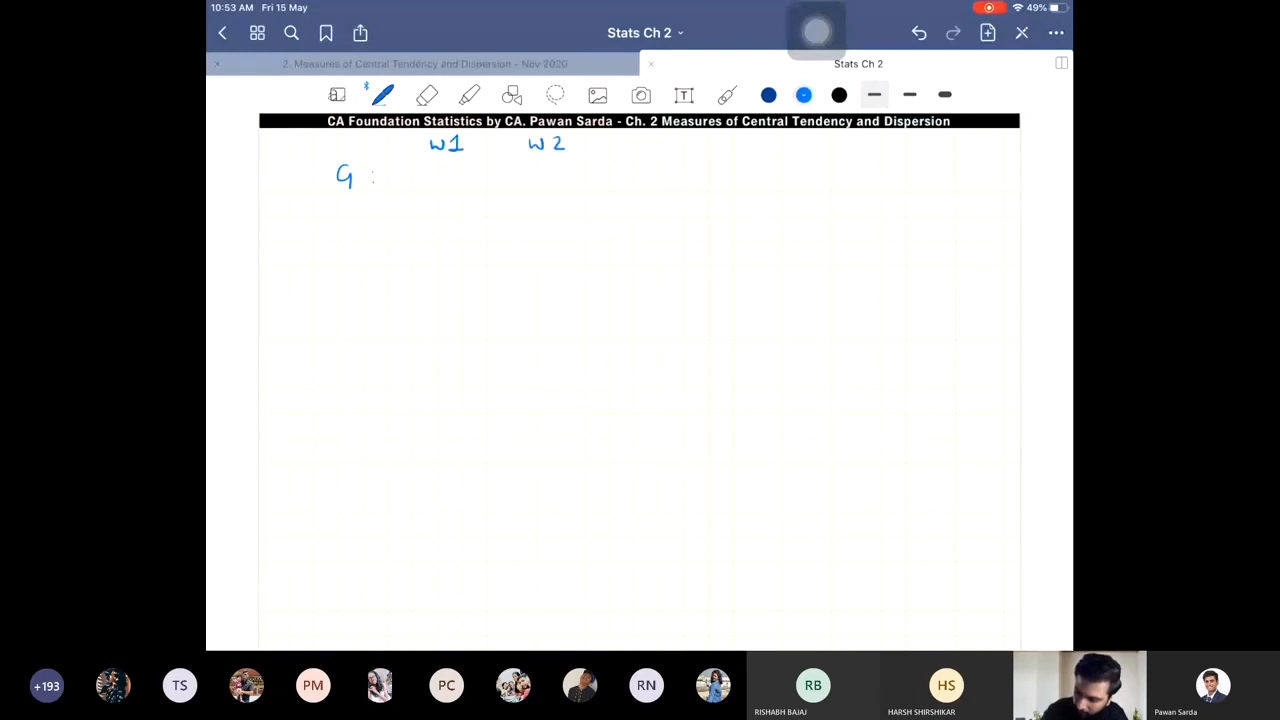 10:53 AM Fri 15 May
49%
Stats Ch 2
2. Measures of Central Tendency and Dispersion - Nov 2020
Stats Ch 2
T
CA Foundation Statistics by CA. Pawan Sarda - Ch. 2 Measures of Central Tendency and Dispersion
W1 W2
G :
+193
TS
PM
PC
RN
RB
HS
RISHABH BAJAJ
HARSH SHIRSHIKAR
Pawan Sarda